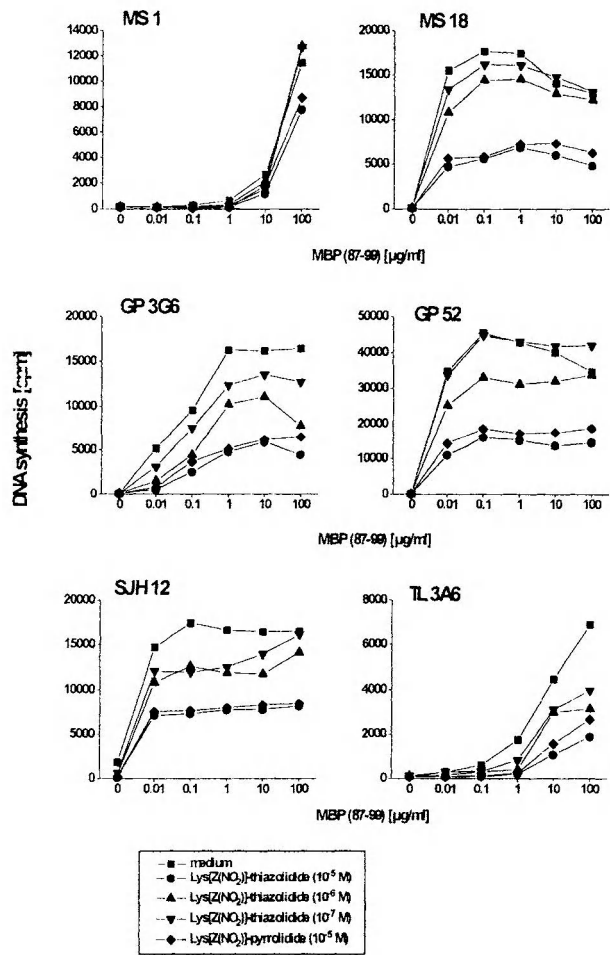 MS 1
MS 18
14000
12000
10000
8000
6000
4000
2000
0
0 0.01 0.1 1 10 100
20000
15000
10000
5000
0
0 0.01 0.1 1 10 100
MBP (87-99) [µg/ml]
GP 3G6
GP 52
20000
15000
10000
5000
0
0 0.01 0.1 1 10 100
50000
40000
30000
20000
10000
0
0 0.01 0.1 1 10 100
DNA synthesis [cpm]
MBP (87-99) [µg/ml]
SJH 12
TL 3A6
20000
15000
10000
5000
0
0 0.01 0.1 1 10 100
8000
6000
4000
2000
0
0 0.01 0.1 1 10 100
MBP (87-99) [µg/ml]
medium
Lys[Z(NO₂)]-thiazolidide (10⁻⁵ M)
Lys[Z(NO₂)]-thiazolidide (10⁻⁶ M)
Lys[Z(NO₂)]-thiazolidide (10⁻⁷ M)
Lys[Z(NO₂)]-pyrrolidide (10⁻⁵ M)